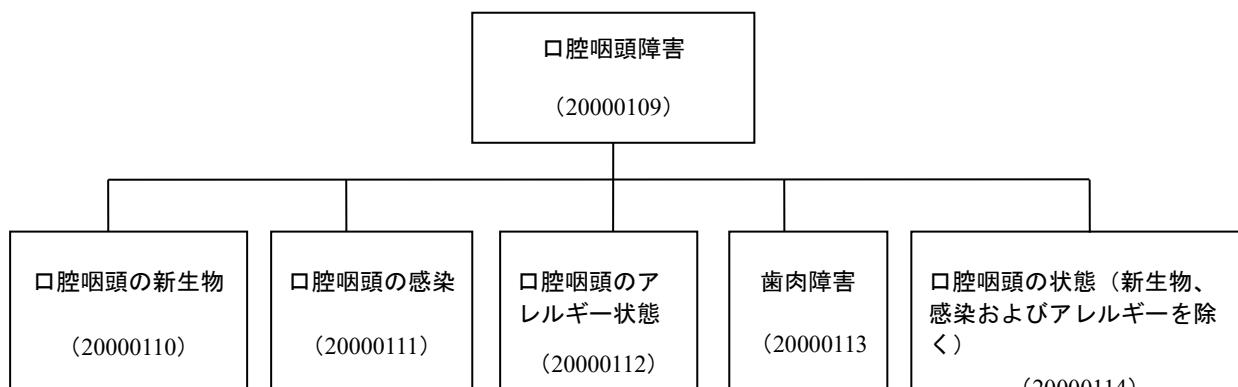 口腔咽頭障害
（20000109）
口腔咽頭の新生物
（20000110）
口腔咽頭の感染
（20000111）
口腔咽頭のア
レルギー状態
（20000112）
歯肉障害
（20000113
口腔咽頭の状態（新生物、
感染およびアレルギーを除
く）
（20000114）